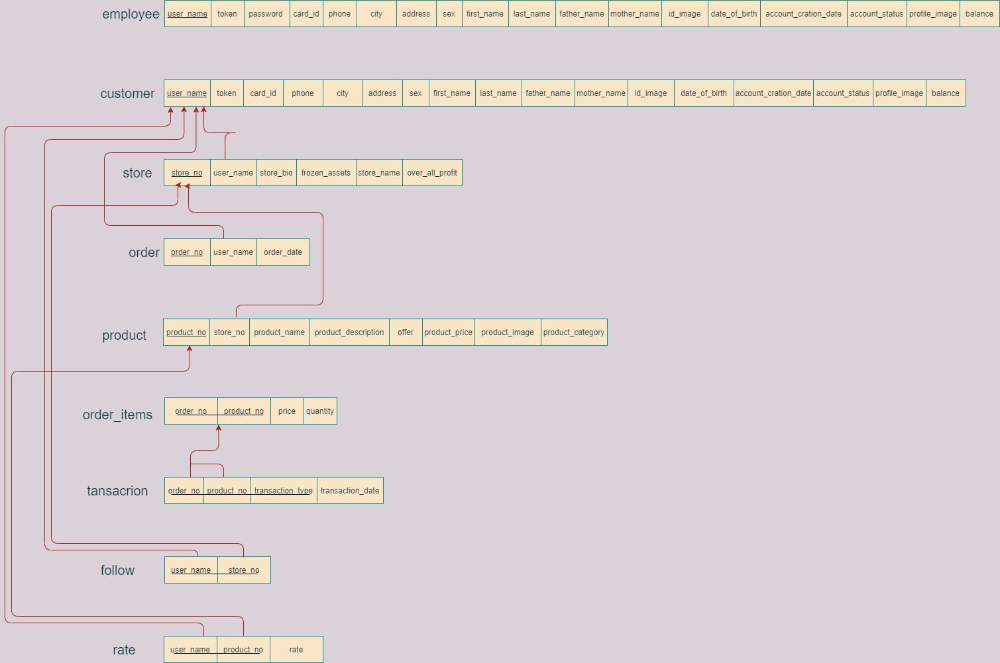 employee user_name token password card_id phone city address sex first_name last_name father_name mother_name id_image date_of_birth account_cration_date account_status profile_image balance
customer user_name token card_id phone city address sex first_name last_name father_name mother_name id_image date_of_birth account_cration_date account_status profile_image balance
store store_no user_name store_bio frozen_assets store_name over_all_profit
order order_no user_name order_date
product product_no store_no product_name product_description offer product_price product_image product_category
order_items order_no product_no price quantity
tansacrion order_no product_no transaction_type transaction_date
follow user_name store_no
rate user_name product_no rate